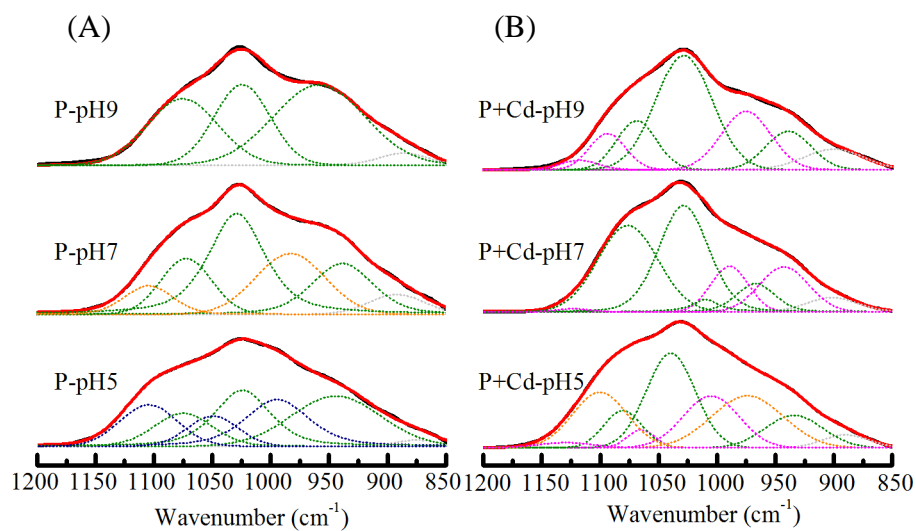 (A)
(B)
P-pH9
P+Cd-pH9
P-pH7
P+Cd-pH7
P-pH5
P+Cd-pH5
1200 1150 1100 1050 1000 950 900 850
1200 1150 1100 1050 1000 950 900 850
Wavenumber (cm⁻¹)
Wavenumber (cm⁻¹)